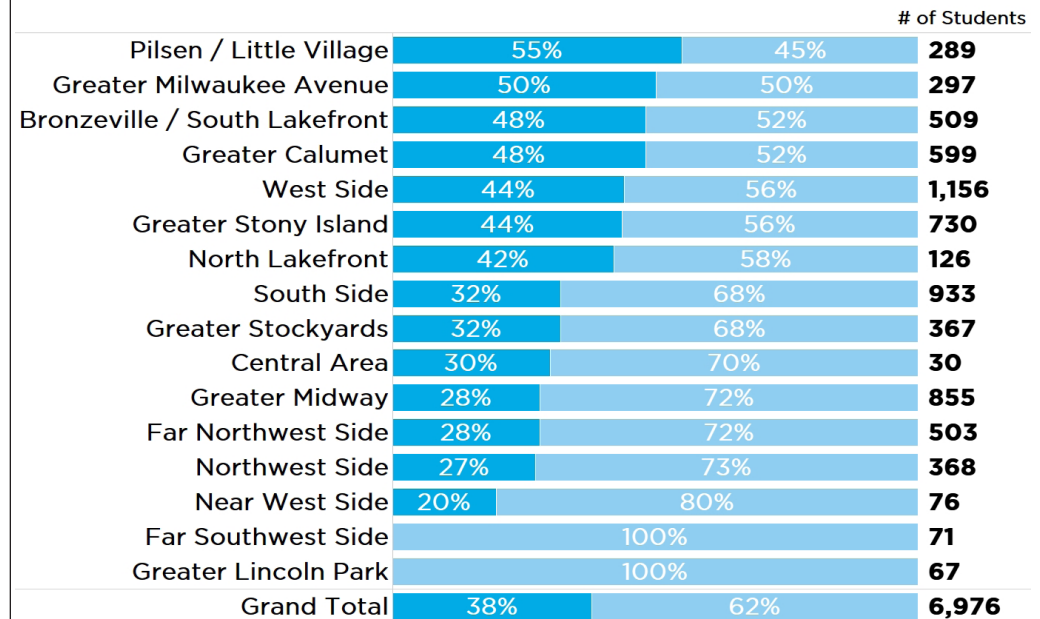 # of Students
Pilsen / Little Village 55% 45% 289
Greater Milwaukee Avenue 50% 50% 297
Bronzeville / South Lakefront 48% 52% 509
Greater Calumet 48% 52% 599
West Side 44% 56% 1,156
Greater Stony Island 44% 56% 730
North Lakefront 42% 58% 126
South Side 32% 68% 933
Greater Stockyards 32% 68% 367
Central Area 30% 70% 30
Greater Midway 28% 72% 855
Far Northwest Side 28% 72% 503
Northwest Side 27% 73% 368
Near West Side 20% 80% 76
Far Southwest Side 100% 71
Greater Lincoln Park 100% 67
Grand Total 38% 62% 6,976